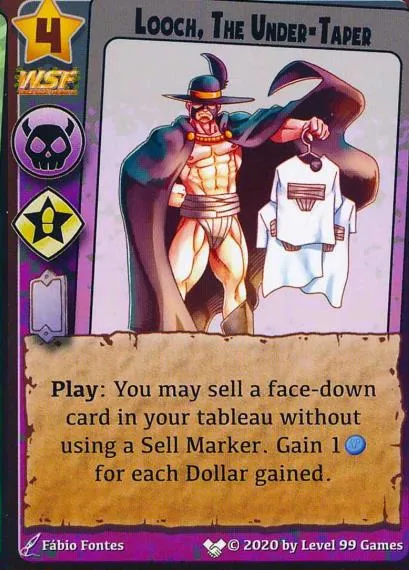 4
LOOCH, THE UNDER-TAPER
WSF
Play: You may sell a face-down
card in your tableau without
using a Sell Marker. Gain 1
for each Dollar gained.
Fábio Fontes
© 2020 by Level 99 Games